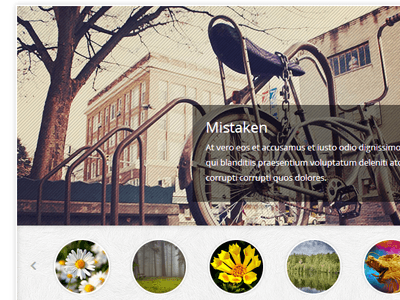 Mistaken
At vero eos et accusamus et iusto odio dignissimo
qui blanditiis praesentium voluptatum deleniti atc
corrupti corrupti quos dolores.